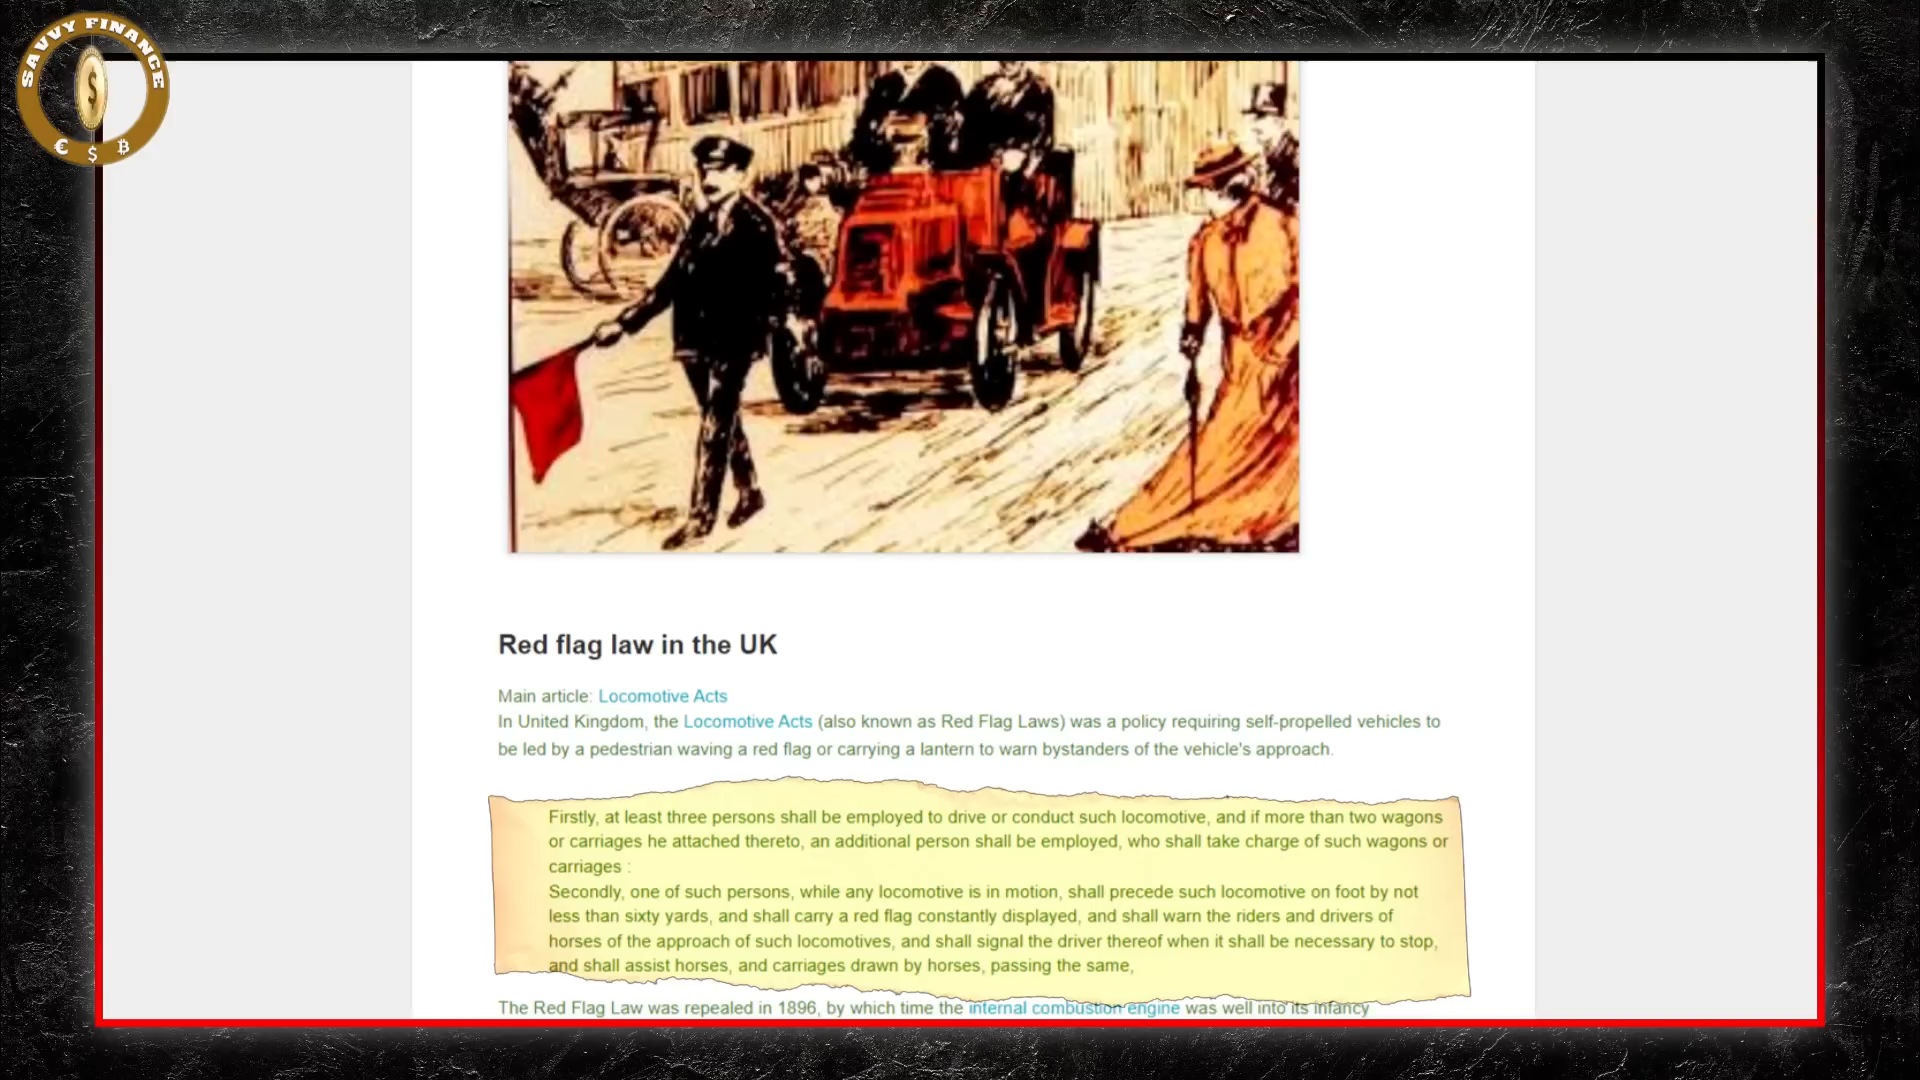 SAVVY FINANCE
$
€ $ ₿
Red flag law in the UK
Main article: Locomotive Acts
In United Kingdom, the Locomotive Acts (also known as Red Flag Laws) was a policy requiring self-propelled vehicles to
be led by a pedestrian waving a red flag or carrying a lantern to warn bystanders of the vehicle's approach.
Firstly, at least three persons shall be employed to drive or conduct such locomotive, and if more than two wagons
or carriages he attached thereto, an additional person shall be employed, who shall take charge of such wagons or
carriages :
Secondly, one of such persons, while any locomotive is in motion, shall precede such locomotive on foot by not
less than sixty yards, and shall carry a red flag constantly displayed, and shall warn the riders and drivers of
horses of the approach of such locomotives, and shall signal the driver thereof when it shall be necessary to stop,
and shall assist horses, and carriages drawn by horses, passing the same,
The Red Flag Law was repealed in 1896, by which time the internal combustion engine was well into its infancy